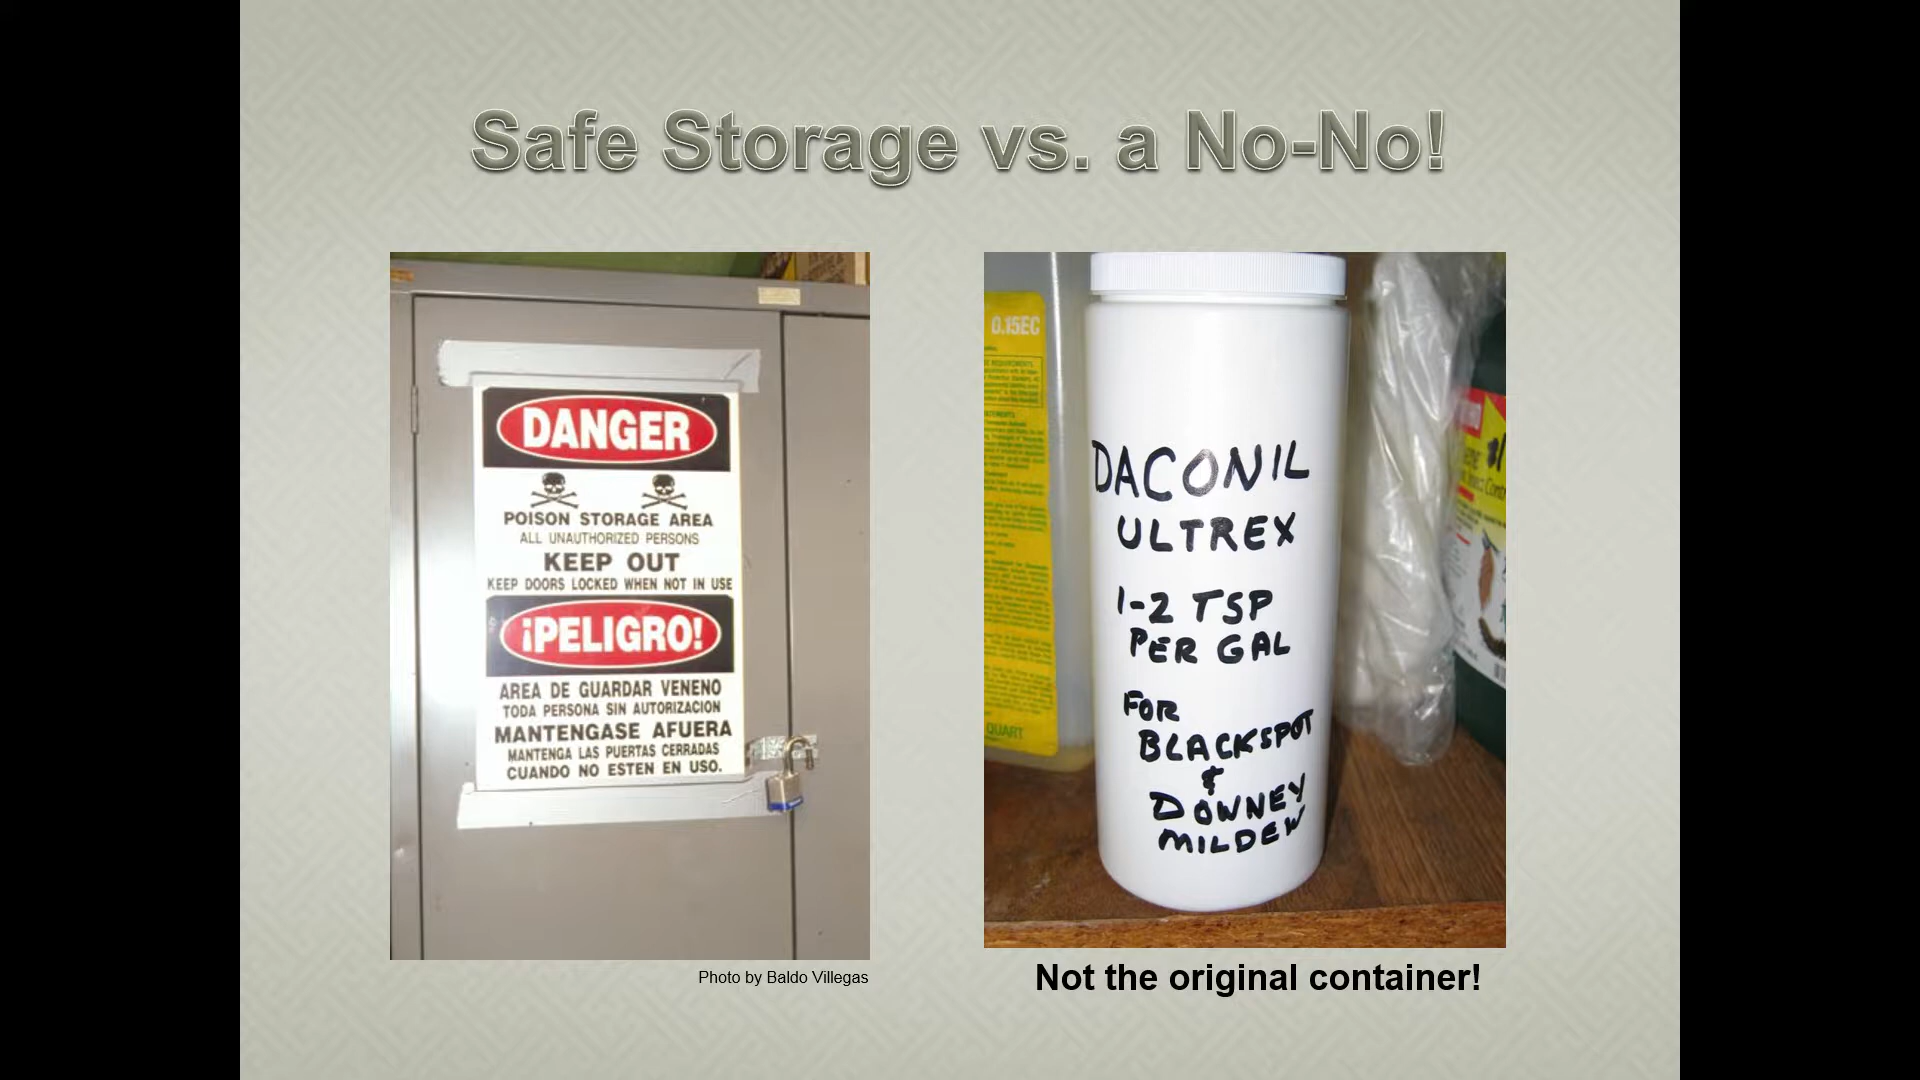 Safe Storage vs. a No-No!
DANGER
POISON STORAGE AREA
ALL UNAUTHORIZED PERSONS
KEEP OUT
KEEP DOORS LOCKED WHEN NOT IN USE
¡PELIGRO!
AREA DE GUARDAR VENENO
TODA PERSONA SIN AUTORIZACION
MANTENGASE AFUERA
MANTENGA LAS PUERTAS CERRADAS
CUANDO NO ESTEN EN USO.
Photo by Baldo Villegas
0.15EC
QUART
DACONIL
ULTREX
1-2 TSP
PER GAL
FOR
BLACKSPOT
&
DOWNEY
MILDEW
Not the original container!